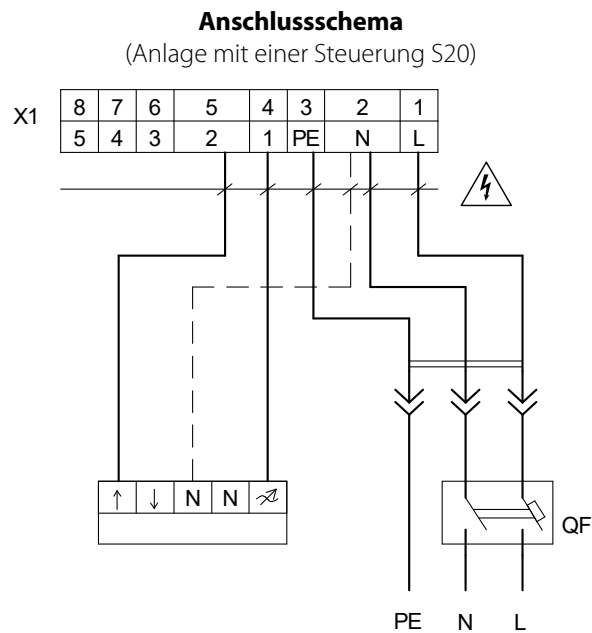 Anschlussschema
(Anlage mit einer Steuerung S20)
X1
8 7 6 5 4 3 2 1
5 4 3 2 1 PE N L
↑ ↓ N N
QF
PE N L